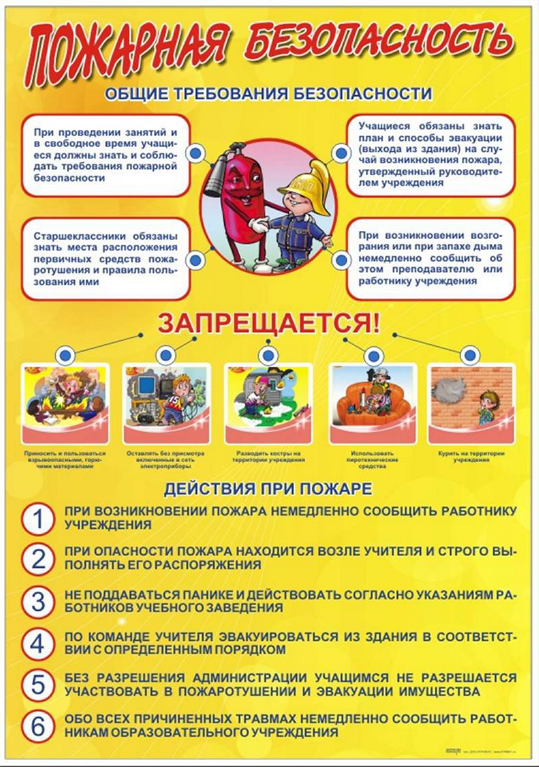 ПОЖАРНАЯ БЕЗОПАСНОСТЬ
ОБЩИЕ ТРЕБОВАНИЯ БЕЗОПАСНОСТИ
При проведении занятий и
в свободное время учащи-
еся должны знать и соблю-
дать требования пожарной
безопасности
Учащиеся обязаны знать
план и способы эвакуации
(выхода из здания) на слу-
чай возникновения пожара,
утвержденный руководите-
лем учреждения
Старшеклассники обязаны
знать места расположения
первичных средств пожа-
ротушения и правила поль-
зования ими
При возникновении возго-
рания или при запахе дыма
немедленно сообщить об
этом преподавателю или
работнику учреждения
ЗАПРЕЩАЕТСЯ!
Приносить и пользоваться
взрывоопасными, горю-
чими материалами
Оставлять без присмотра
включенные в сеть
электроприборы
Разводить костры на
территории учреждения
Использовать
пиротехнические
средства
Курить на территории
учреждения
ДЕЙСТВИЯ ПРИ ПОЖАРЕ
1 ПРИ ВОЗНИКНОВЕНИИ ПОЖАРА НЕМЕДЛЕННО СООБЩИТЬ РАБОТНИКУ
УЧРЕЖДЕНИЯ
2 ПРИ ОПАСНОСТИ ПОЖАРА НАХОДИТСЯ ВОЗЛЕ УЧИТЕЛЯ И СТРОГО ВЫ-
ПОЛНЯТЬ ЕГО РАСПОРЯЖЕНИЯ
3 НЕ ПОДДАВАТЬСЯ ПАНИКЕ И ДЕЙСТВОВАТЬ СОГЛАСНО УКАЗАНИЯМ РА-
БОТНИКОВ УЧЕБНОГО ЗАВЕДЕНИЯ
4 ПО КОМАНДЕ УЧИТЕЛЯ ЭВАКУИРОВАТЬСЯ ИЗ ЗДАНИЯ В СООТВЕТСТ-
ВИИ С ОПРЕДЕЛЕННЫМ ПОРЯДКОМ
5 БЕЗ РАЗРЕШЕНИЯ АДМИНИСТРАЦИИ УЧАЩИМСЯ НЕ РАЗРЕШАЕТСЯ
УЧАСТВОВАТЬ В ПОЖАРОТУШЕНИИ И ЭВАКУАЦИИ ИМУЩЕСТВА
6 ОБО ВСЕХ ПРИЧИНЕННЫХ ТРАВМАХ НЕМЕДЛЕННО СООБЩИТЬ РАБОТ-
НИКАМ ОБРАЗОВАТЕЛЬНОГО УЧРЕЖДЕНИЯ